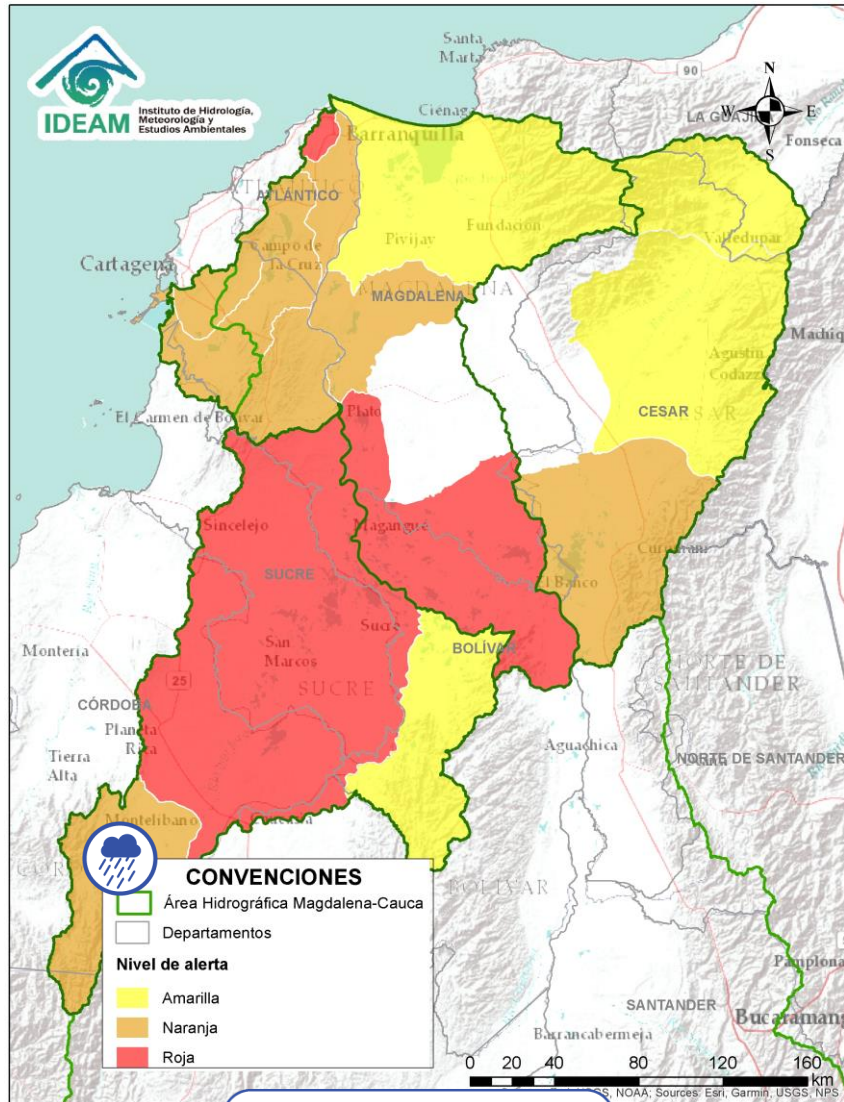 IDEAM
Instituto de Hidrología,
Meteorología y
Estudios Ambientales
Santa
Marta
90
N
W
E
S
Ciénaga
LA GUAJIRA
Fonseca
Barranquilla
ATLÁNTICO
Pivijay
Fundación
Valledupar
Campo de
la Cruz
Cartagena
MAGDALENA
MAGDALENA
Machiq
Agustín
Codazzi
CESAR
El Carmen de Bolívar
Plato
Sincelejo
Magangué
Curumaní
El Banco
SUCRE
Sucre
BOLÍVAR
Montería
San
Marcos
SUCRE
25
NORTE DE
SANTANDER
CÓRDOBA
Planeta
Rica
Aguachica
NORTE DE SANTANDER
Tierra
Alta
Montelíbano
BOLÍVAR
CONVENCIONES
Área Hidrográfica Magdalena-Cauca
Departamentos
Nivel de alerta
Amarilla
Naranja
Roja
Pamplona
SANTANDER
Bucaramang
Barrancabermeja
0 20 40 80 120 160
km
NOAA; Sources: Esri, Garmin, USGS, NPS